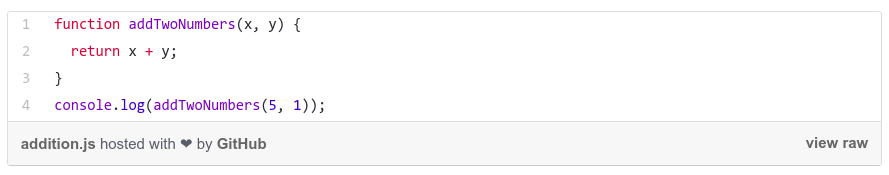 1 function addTwoNumbers(x, y) {
2   return x + y;
3 }
4 console.log(addTwoNumbers(5, 1));
addition.js hosted with ❤ by GitHub view raw